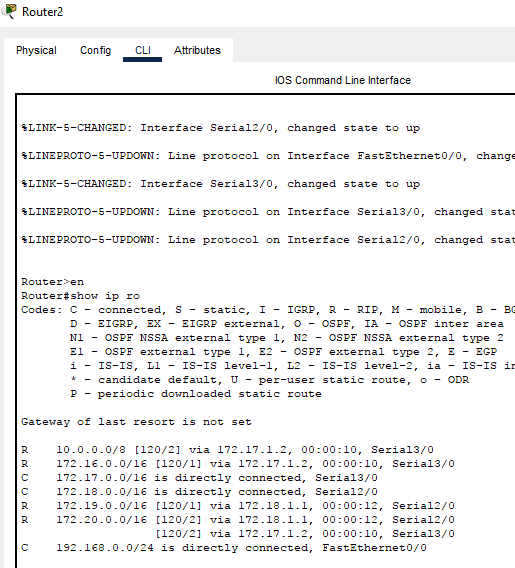 Router2
Physical Config CLI Attributes
IOS Command Line Interface
%LINK-5-CHANGED: Interface Serial2/0, changed state to up
%LINEPROTO-5-UPDOWN: Line protocol on Interface FastEthernet0/0, change
%LINK-5-CHANGED: Interface Serial3/0, changed state to up
%LINEPROTO-5-UPDOWN: Line protocol on Interface Serial3/0, changed stat
%LINEPROTO-5-UPDOWN: Line protocol on Interface Serial2/0, changed stat
Router>en
Router#show ip ro
Codes: C - connected, S - static, I - IGRP, R - RIP, M - mobile, B - BG
D - EIGRP, EX - EIGRP external, O - OSPF, IA - OSPF inter area
N1 - OSPF NSSA external type 1, N2 - OSPF NSSA external type 2
E1 - OSPF external type 1, E2 - OSPF external type 2, E - EGP
i - IS-IS, L1 - IS-IS level-1, L2 - IS-IS level-2, ia - IS-IS in
* - candidate default, U - per-user static route, o - ODR
P - periodic downloaded static route
Gateway of last resort is not set
R 10.0.0.0/8 [120/2] via 172.17.1.2, 00:00:10, Serial3/0
R 172.16.0.0/16 [120/1] via 172.17.1.2, 00:00:10, Serial3/0
C 172.17.0.0/16 is directly connected, Serial3/0
C 172.18.0.0/16 is directly connected, Serial2/0
R 172.19.0.0/16 [120/1] via 172.18.1.1, 00:00:12, Serial2/0
R 172.20.0.0/16 [120/2] via 172.18.1.1, 00:00:12, Serial2/0
[120/2] via 172.17.1.2, 00:00:10, Serial3/0
C 192.168.0.0/24 is directly connected, FastEthernet0/0